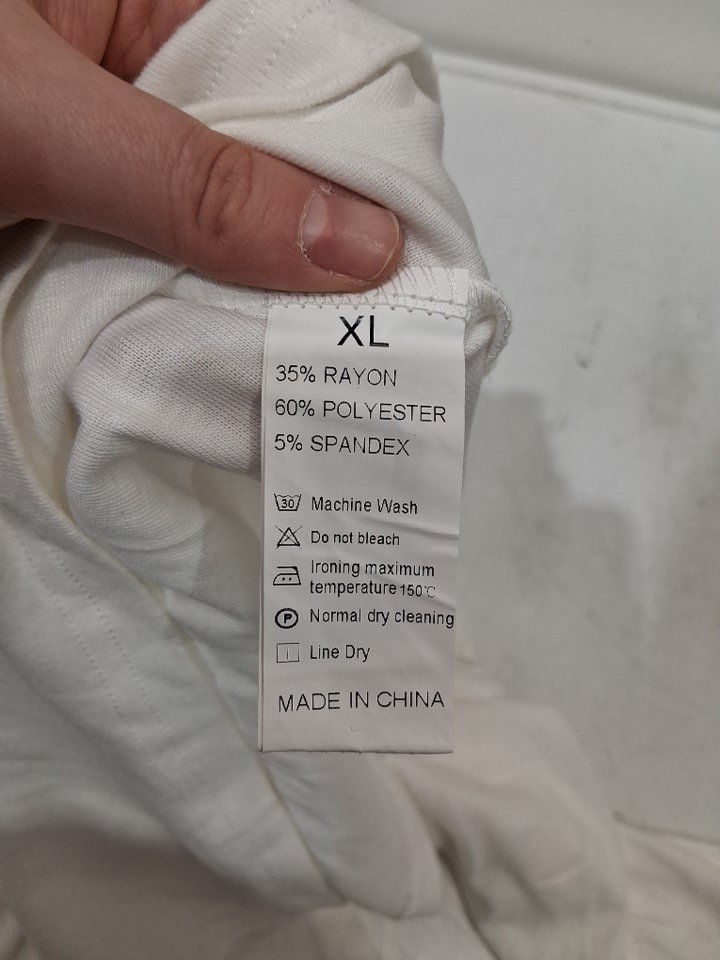 XL
35% RAYON
60% POLYESTER
5% SPANDEX
30 Machine Wash
Do not bleach
Ironing maximum
temperature 150℃
P Normal dry cleaning
Line Dry
MADE IN CHINA